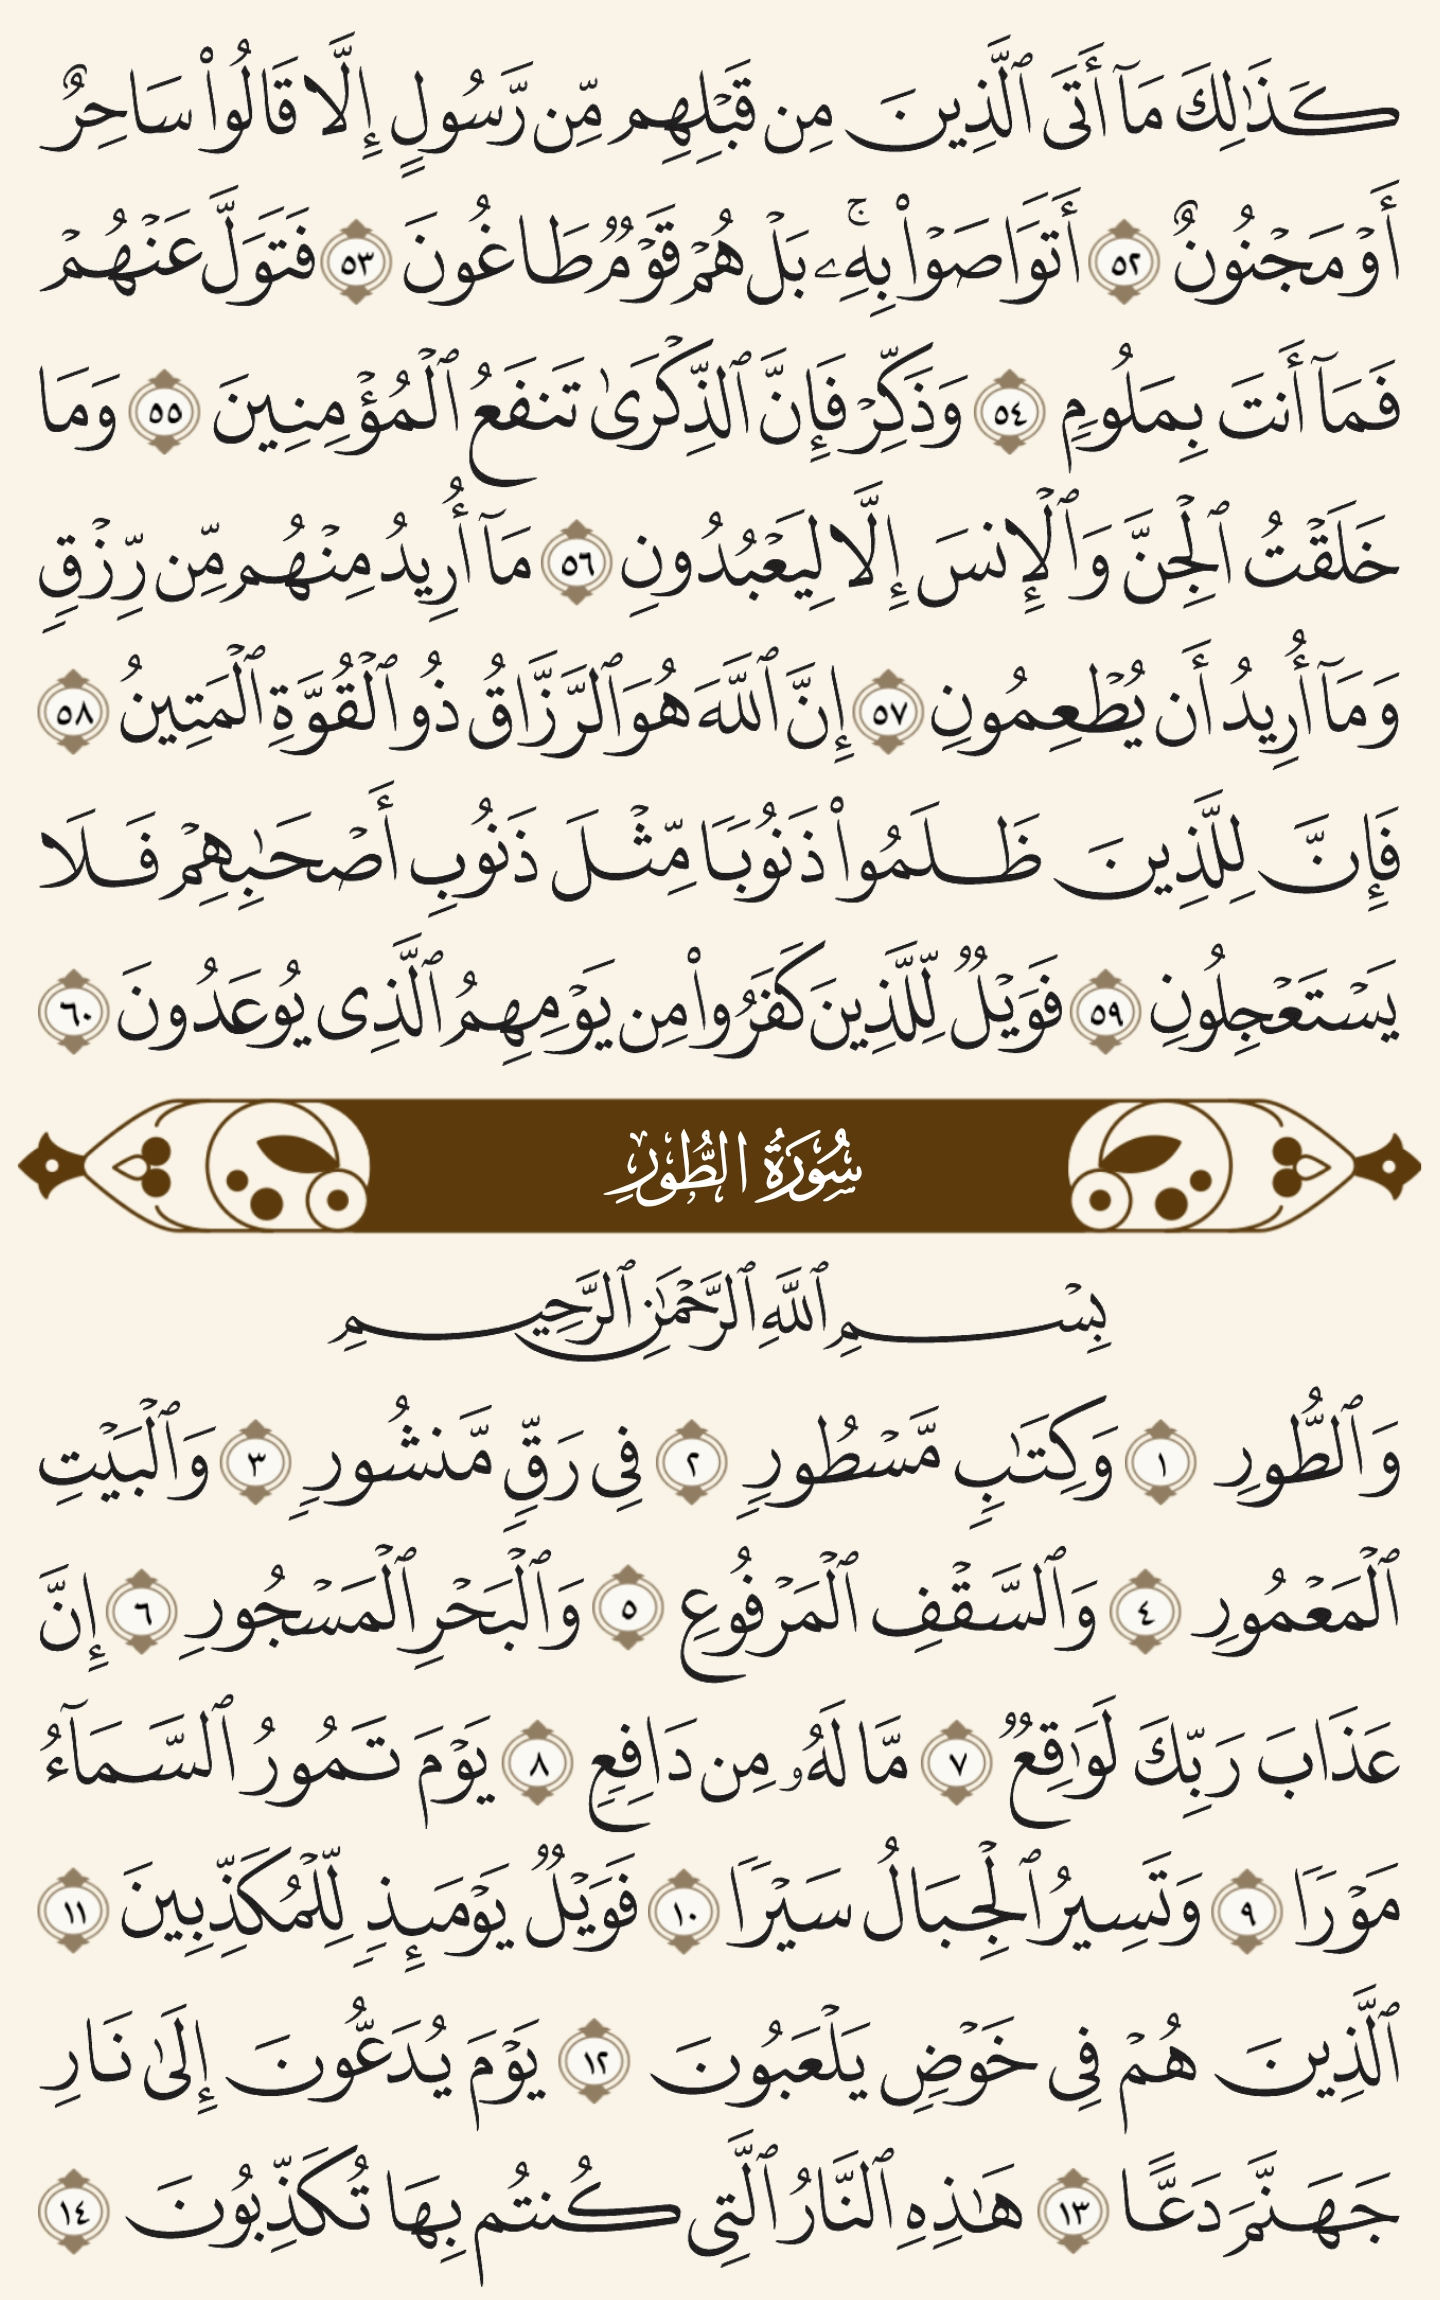 كَذَٰلِكَ مَآ أَتَى ٱلَّذِينَ مِن قَبۡلِهِم مِّن رَّسُولٍ إِلَّا قَالُواْ سَاحِرٌ
أَوۡ مَجۡنُونٌ ٥٢ أَتَوَاصَوۡاْ بِهِۦۚ بَلۡ هُمۡ قَوۡمٞ طَاغُونَ ٥٣ فَتَوَلَّ عَنۡهُمۡ
فَمَآ أَنتَ بِمَلُومٖ ٥٤ وَذَكِّرۡ فَإِنَّ ٱلذِّكۡرَىٰ تَنفَعُ ٱلۡمُؤۡمِنِينَ ٥٥ وَمَا
خَلَقۡتُ ٱلۡجِنَّ وَٱلۡإِنسَ إِلَّا لِيَعۡبُدُونِ ٥٦ مَآ أُرِيدُ مِنۡهُم مِّن رِّزۡقٖ
وَمَآ أُرِيدُ أَن يُطۡعِمُونِ ٥٧ إِنَّ ٱللَّهَ هُوَ ٱلرَّزَّاقُ ذُو ٱلۡقُوَّةِ ٱلۡمَتِينُ ٥٨
فَإِنَّ لِلَّذِينَ ظَلَمُواْ ذَنُوبٗا مِّثۡلَ ذَنُوبِ أَصۡحَٰبِهِمۡ فَلَا
يَسۡتَعۡجِلُونِ ٥٩ فَوَيۡلٞ لِّلَّذِينَ كَفَرُواْ مِن يَوۡمِهِمُ ٱلَّذِي يُوعَدُونَ ٦٠
سُورَةُ الطُّورِ
بِسۡمِ ٱللَّهِ ٱلرَّحۡمَٰنِ ٱلرَّحِيمِ
وَٱلطُّورِ ١ وَكِتَٰبٖ مَّسۡطُورٖ ٢ فِي رَقّٖ مَّنشُورٖ ٣ وَٱلۡبَيۡتِ
ٱلۡمَعۡمُورِ ٤ وَٱلسَّقۡفِ ٱلۡمَرۡفُوعِ ٥ وَٱلۡبَحۡرِ ٱلۡمَسۡجُورِ ٦ إِنَّ
عَذَابَ رَبِّكَ لَوَٰقِعٞ ٧ مَّا لَهُۥ مِن دَافِعٖ ٨ يَوۡمَ تَمُورُ ٱلسَّمَآءُ
مَوۡرٗا ٩ وَتَسِيرُ ٱلۡجِبَالُ سَيۡرٗا ١٠ فَوَيۡلٞ يَوۡمَئِذٖ لِّلۡمُكَذِّبِينَ ١١
ٱلَّذِينَ هُمۡ فِي خَوۡضٖ يَلۡعَبُونَ ١٢ يَوۡمَ يُدَعُّونَ إِلَىٰ نَارِ
جَهَنَّمَ دَعًّا ١٣ هَٰذِهِ ٱلنَّارُ ٱلَّتِي كُنتُم بِهَا تُكَذِّبُونَ ١٤